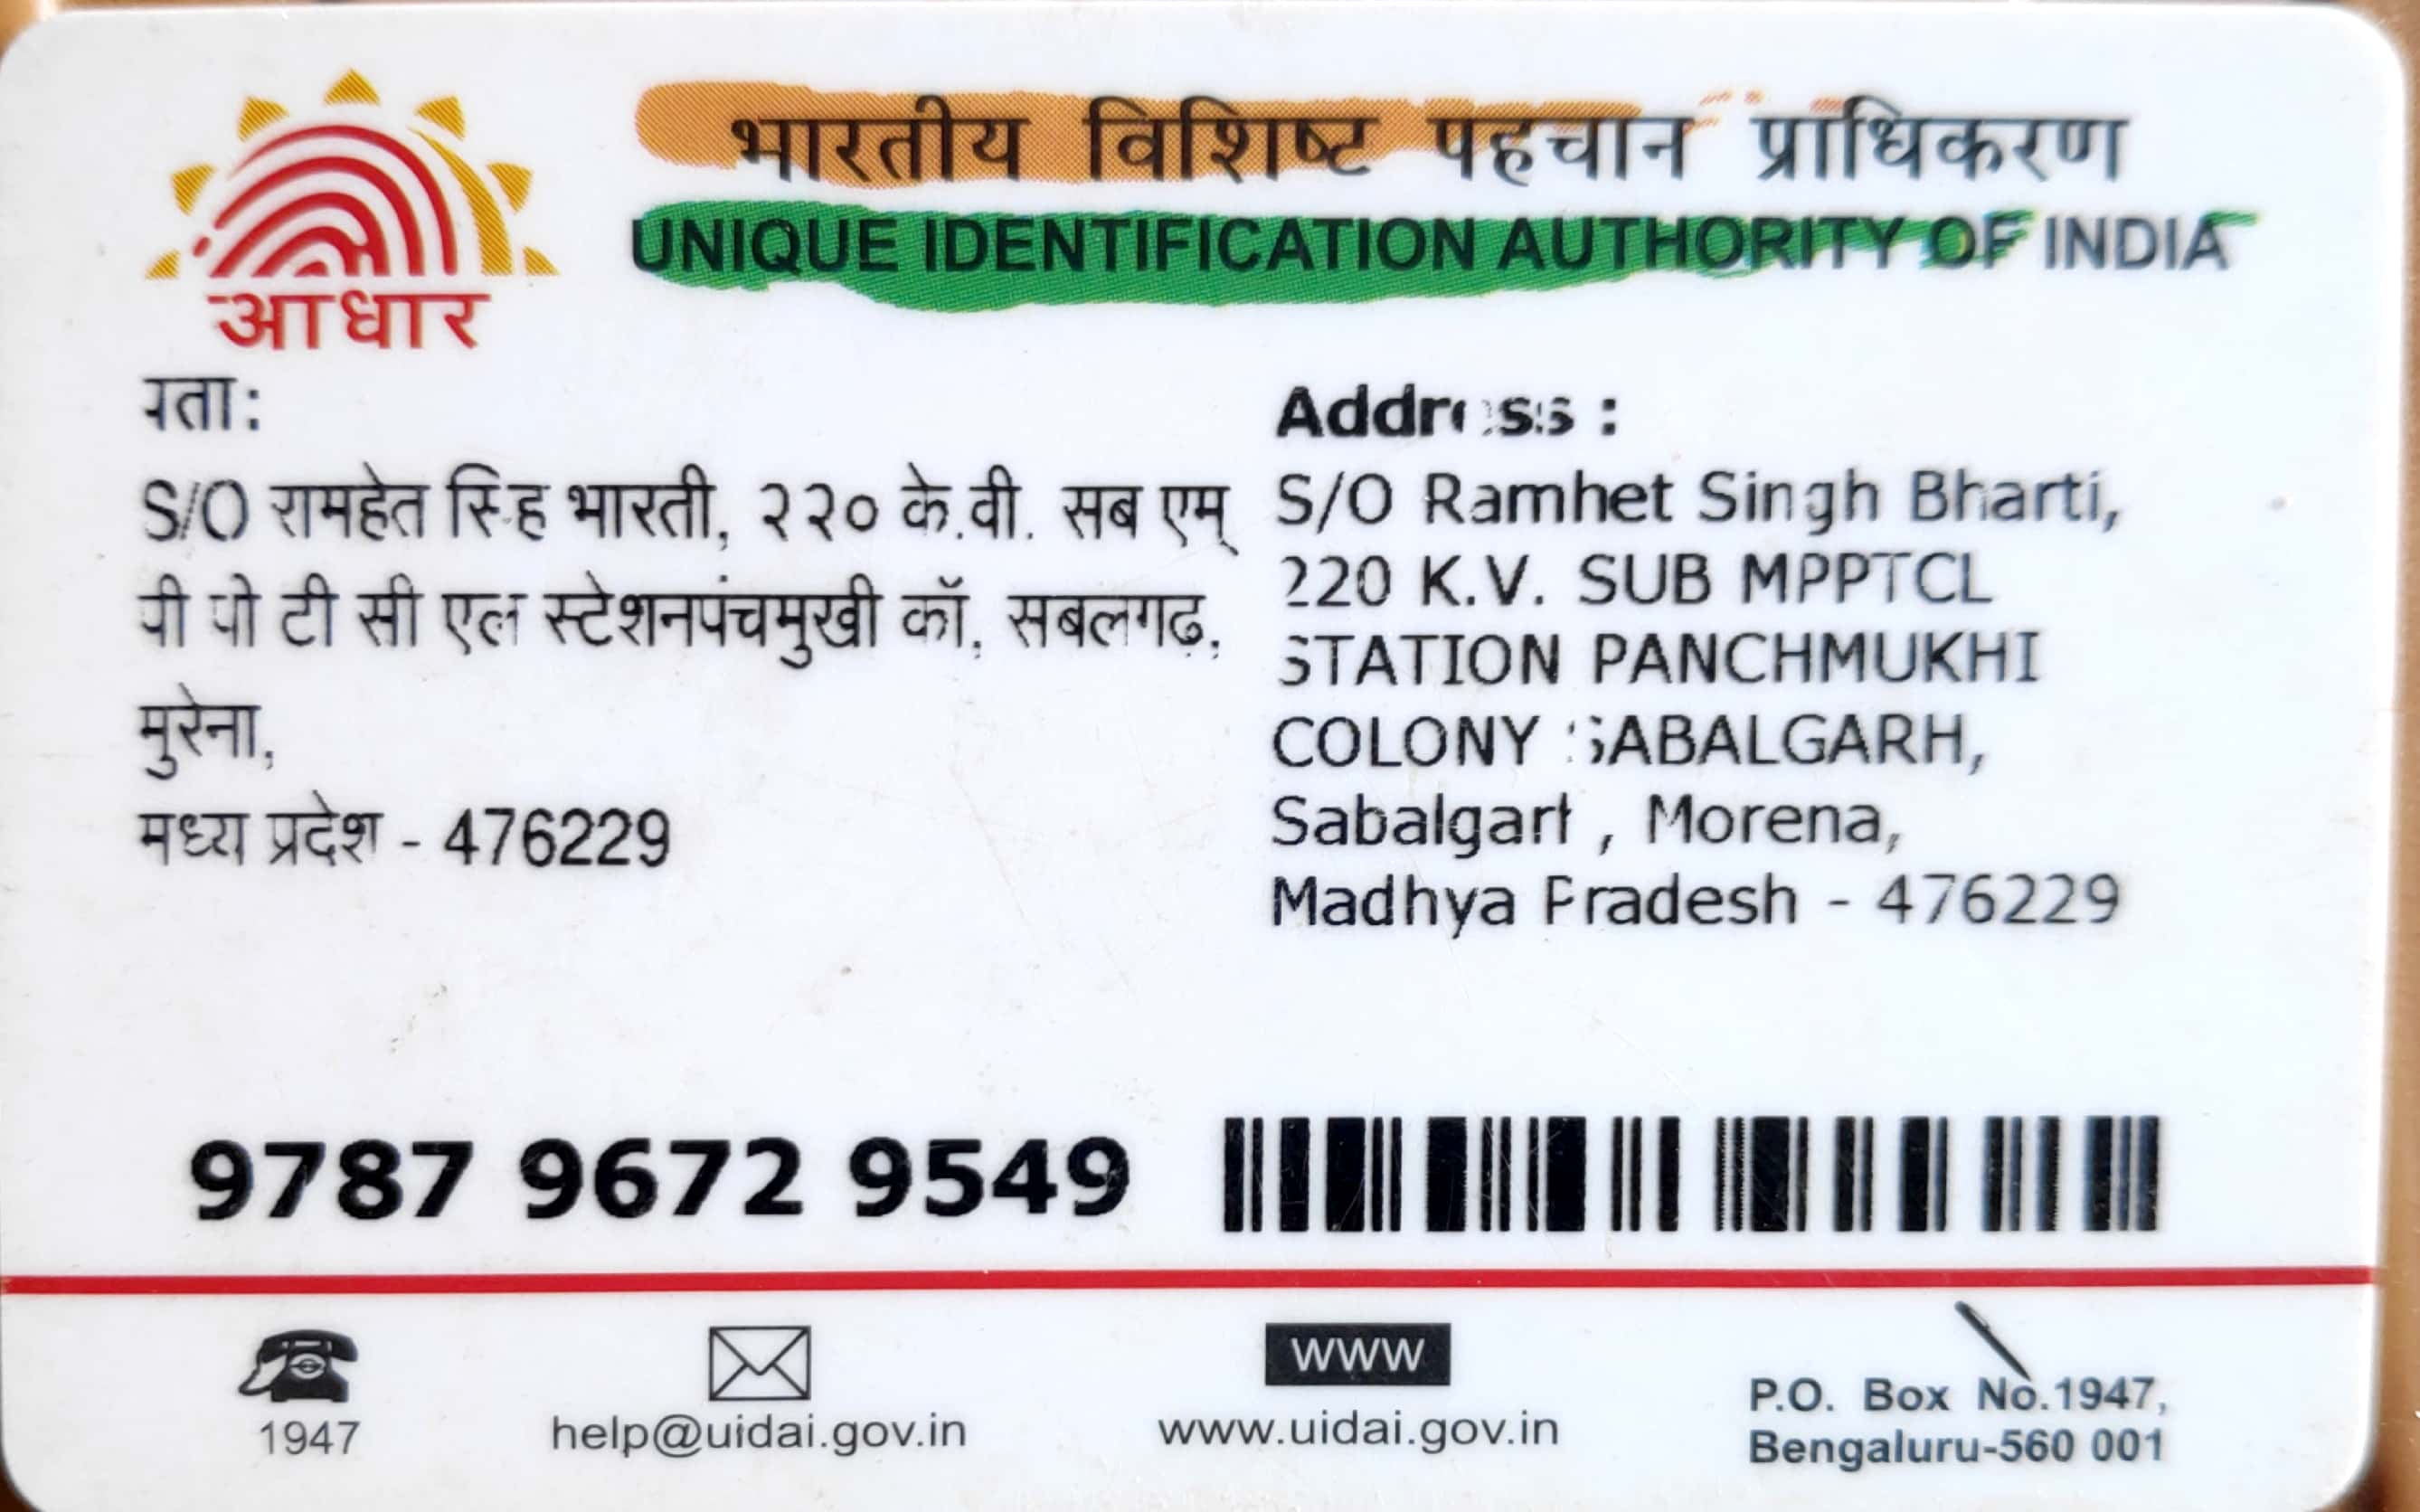 भारतीय विशिष्ट पहचान प्राधिकरण
UNIQUE IDENTIFICATION AUTHORITY OF INDIA
आधार
पता:
S/O रामहेत सिंह भारती, २२० के.वी. सब एम्
पी पी टी सी एल स्टेशनपंचमुखी कॉ, सबलगढ़,
मुरेना,
मध्य प्रदेश - 476229
Address :
S/O Ramhet Singh Bharti,
220 K.V. SUB MPPTCL
STATION PANCHMUKHI
COLONY SABALGARH,
Sabalgarh, Morena,
Madhya Pradesh - 476229
9787 9672 9549
1947
help@uidai.gov.in
www
www.uidai.gov.in
P.O. Box No.1947,
Bengaluru-560 001